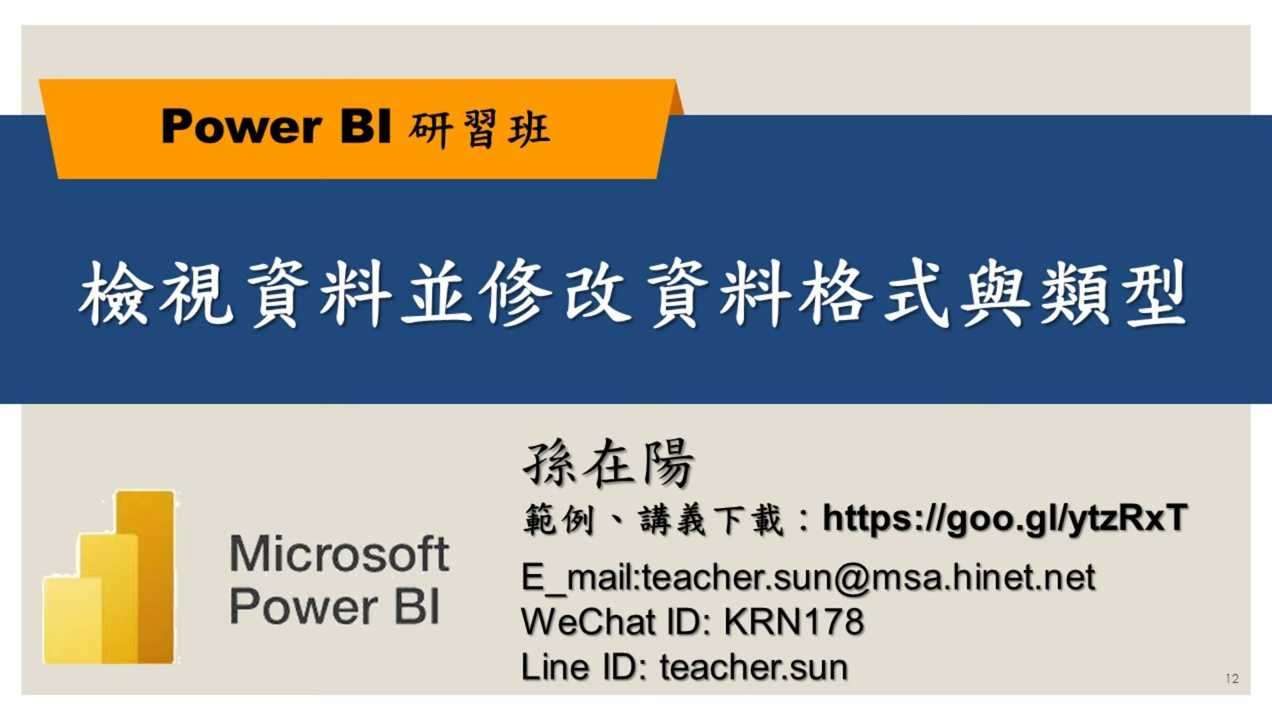 Power BI 研習班
檢視資料並修改資料格式與類型
孫在陽
範例、講義下載：https://goo.gl/ytzRxT
Microsoft
Power BI
E_mail:teacher.sun@msa.hinet.net
WeChat ID: KRN178
Line ID: teacher.sun
12